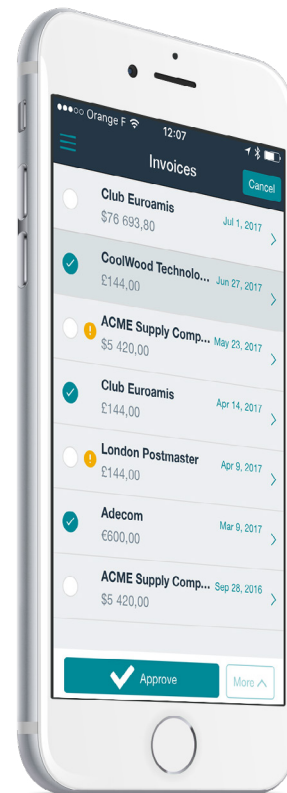 Orange F
12:07
Invoices
Cancel
Club Euroamis
$76 693,80
Jul 1, 2017
CoolWood Technolo...
£144,00
Jun 27, 2017
ACME Supply Comp...
$5 420,00
May 23, 2017
Club Euroamis
£144,00
Apr 14, 2017
London Postmaster
£144,00
Apr 9, 2017
Adecom
€600,00
Mar 9, 2017
ACME Supply Comp...
$5 420,00
Sep 28, 2016
Approve
More